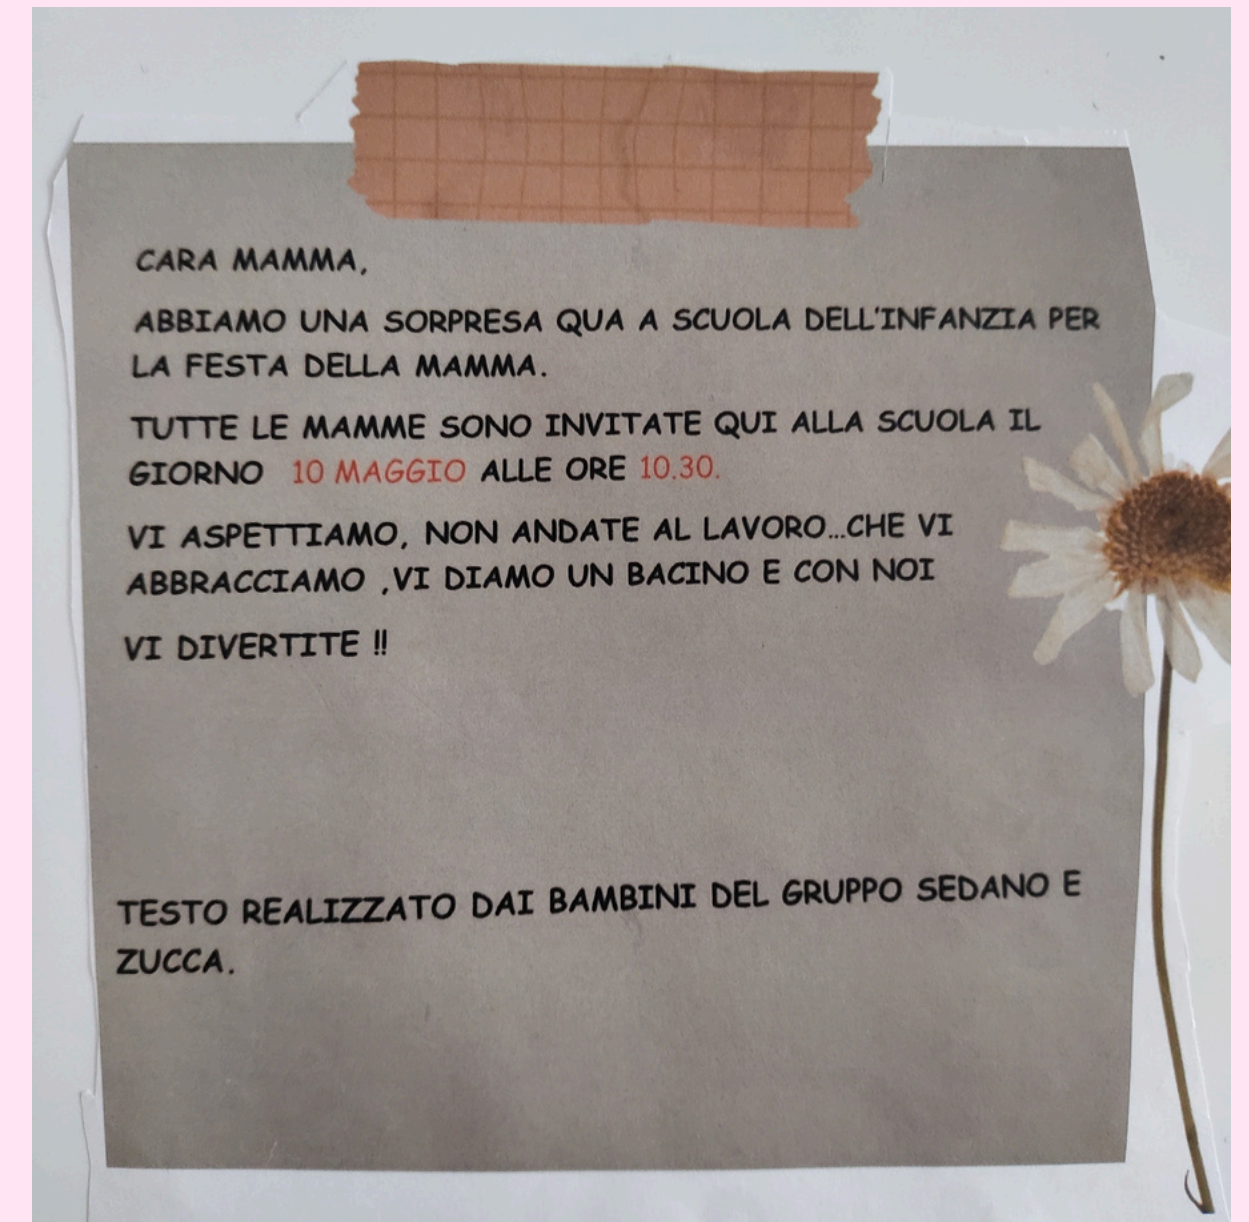 CARA MAMMA,
ABBIAMO UNA SORPRESA QUA A SCUOLA DELL'INFANZIA PER
LA FESTA DELLA MAMMA.
TUTTE LE MAMME SONO INVITATE QUI ALLA SCUOLA IL
GIORNO 10 MAGGIO ALLE ORE 10.30.
VI ASPETTIAMO, NON ANDATE AL LAVORO...CHE VI
ABBRACCIAMO ,VI DIAMO UN BACINO E CON NOI
VI DIVERTITE !!
TESTO REALIZZATO DAI BAMBINI DEL GRUPPO SEDANO E
ZUCCA.